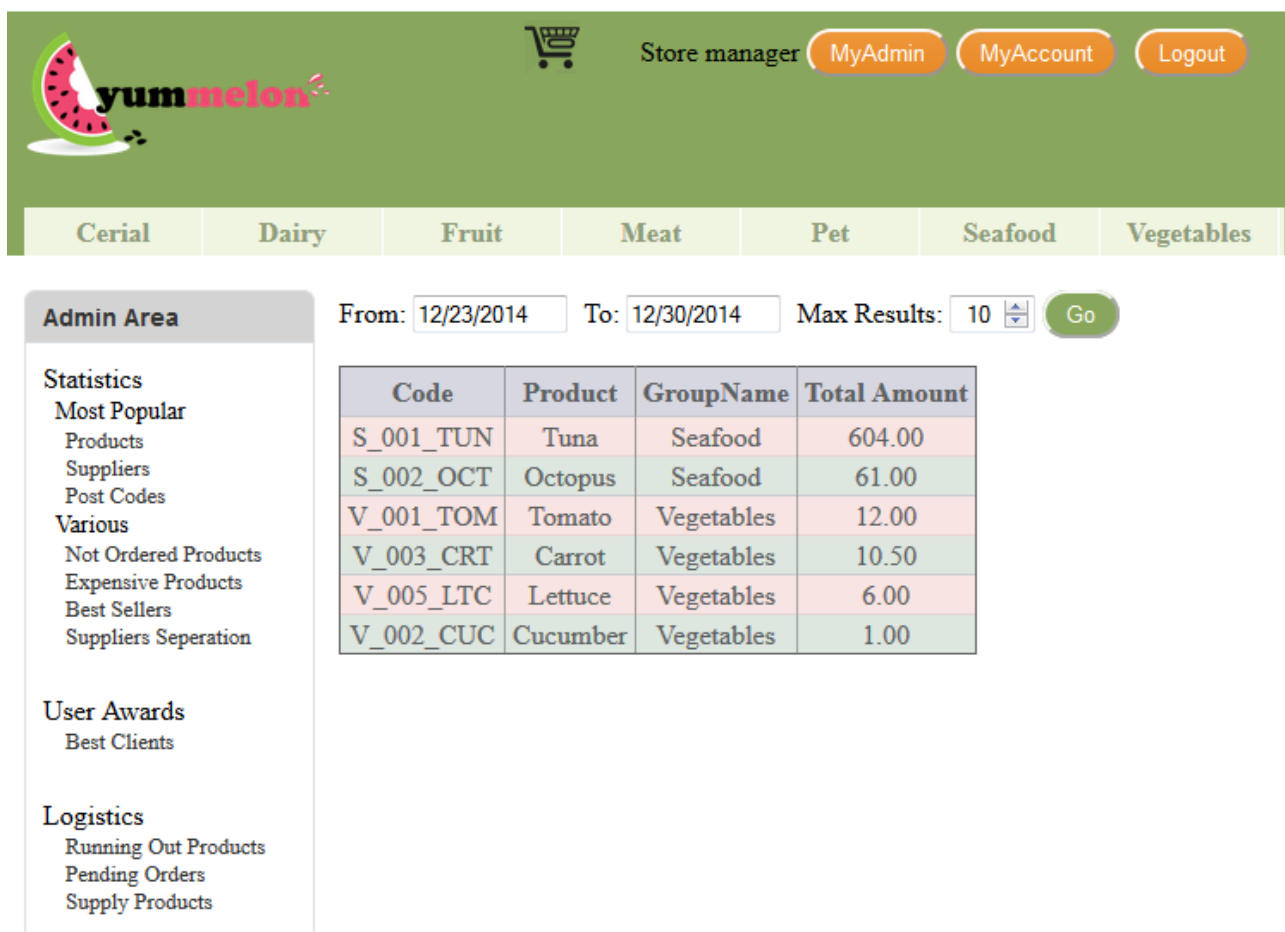 yummelon
Store manager MyAdmin MyAccount Logout
Cerial Dairy Fruit Meat Pet Seafood Vegetables
Admin Area
From: 12/23/2014 To: 12/30/2014 Max Results: 10 Go
Statistics
Most Popular
Products
Suppliers
Post Codes
Various
Not Ordered Products
Expensive Products
Best Sellers
Suppliers Seperation
User Awards
Best Clients
Logistics
Running Out Products
Pending Orders
Supply Products
Code Product GroupName Total Amount
S_001_TUN Tuna Seafood 604.00
S_002_OCT Octopus Seafood 61.00
V_001_TOM Tomato Vegetables 12.00
V_003_CRT Carrot Vegetables 10.50
V_005_LTC Lettuce Vegetables 6.00
V_002_CUC Cucumber Vegetables 1.00